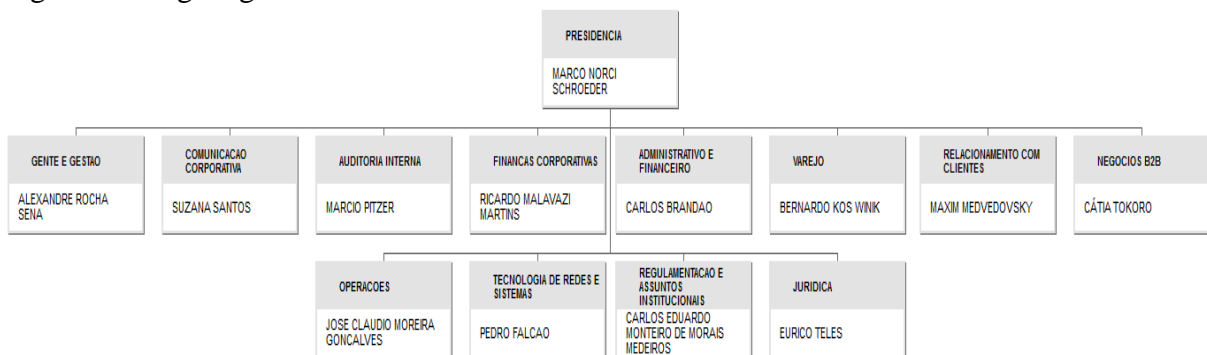 PRESIDENCIA
MARCO NORCI
SCHROEDER
GENTE E GESTAO
ALEXANDRE ROCHA
SENA
COMUNICACAO
CORPORATIVA
SUZANA SANTOS
AUDITORIA INTERNA
MARCIO PITZER
FINANCAS CORPORATIVAS
RICARDO MALAVAZI
MARTINS
ADMINISTRATIVO E
FINANCEIRO
CARLOS BRANDAO
VAREJO
BERNARDO KOS WINIK
RELACIONAMENTO COM
CLIENTES
MAXIM MEDVEDOVSKY
NEGOCIOS B2B
CÁTIA TOKORO
OPERACOES
JOSE CLAUDIO MOREIRA
GONCALVES
TECNOLOGIA DE REDES E
SISTEMAS
PEDRO FALCAO
REGULAMENTACAO E
ASSUNTOS
INSTITUCIONAIS
CARLOS EDUARDO
MONTEIRO DE MORAIS
MEDEIROS
JURIDICA
EURICO TELES